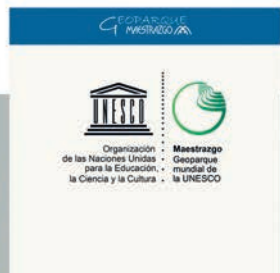 GEOPARQUE
MAESTRAZGO
UNESCO
Organización
de las Naciones Unidas
para la Educación,
la Ciencia y la Cultura
Maestrazgo
Geoparque
mundial de
la UNESCO